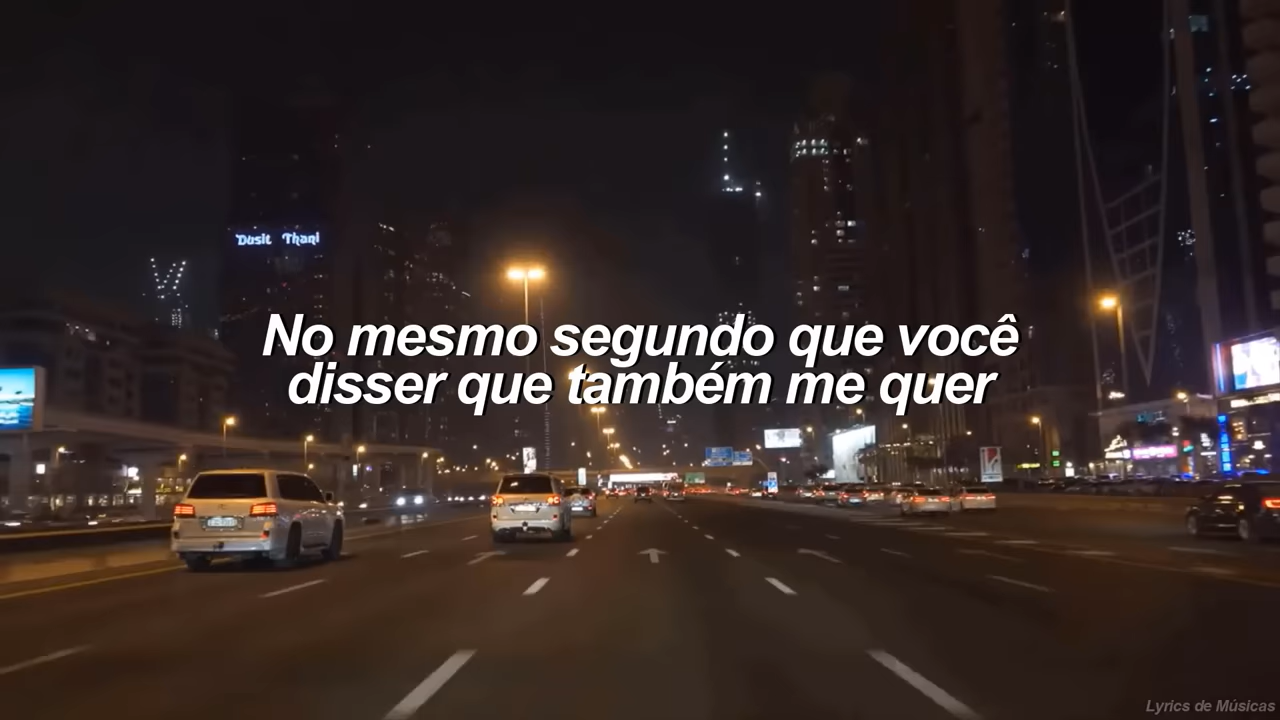 Dusit Thani
No mesmo segundo que você
disser que também me quer
Lyrics de Músicas